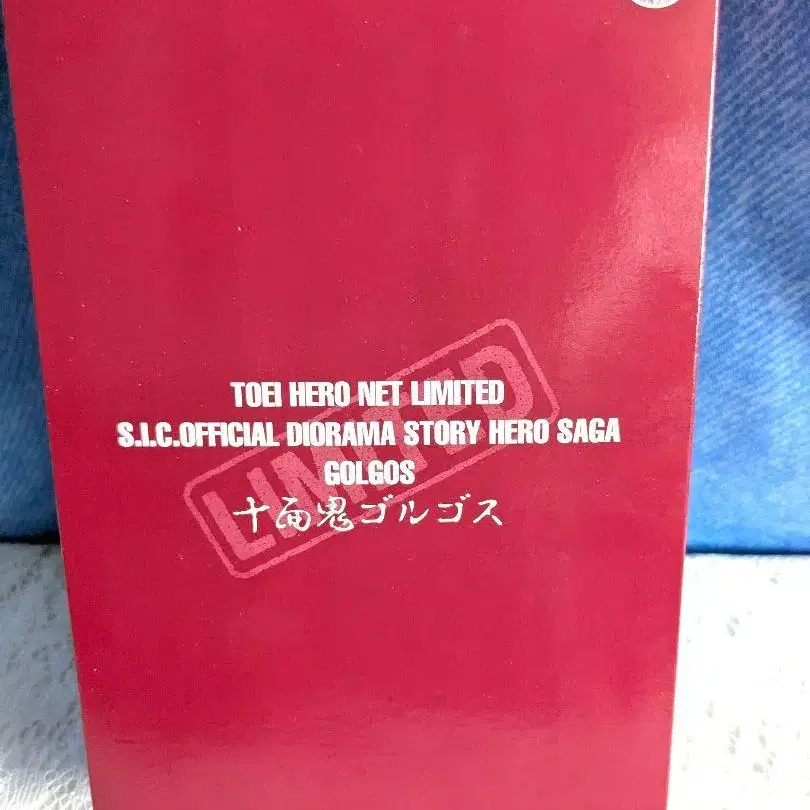 TOEI HERO NET LIMITED
S.I.C.OFFICIAL DIORAMA STORY HERO SAGA
GOLGOS
十面鬼ゴルゴス
LIMITED